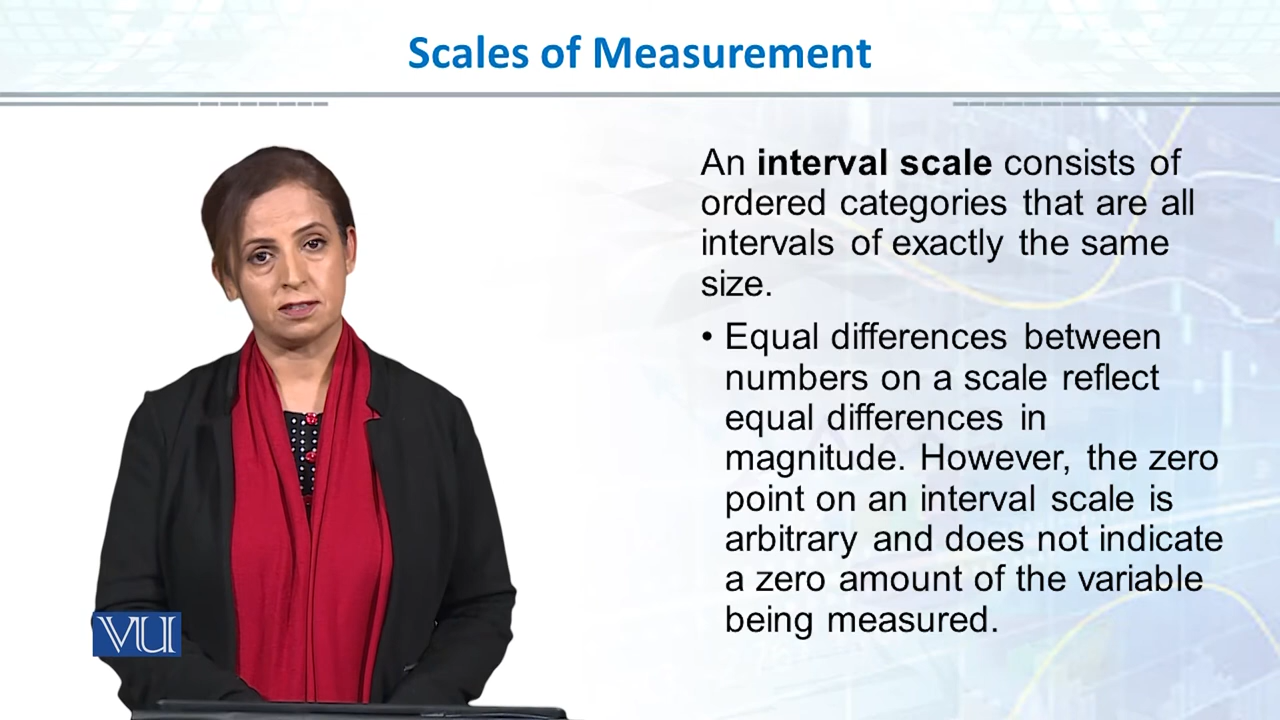 Scales of Measurement
An interval scale consists of
ordered categories that are all
intervals of exactly the same
size.
• Equal differences between
numbers on a scale reflect
equal differences in
magnitude. However, the zero
point on an interval scale is
arbitrary and does not indicate
a zero amount of the variable
being measured.
VU